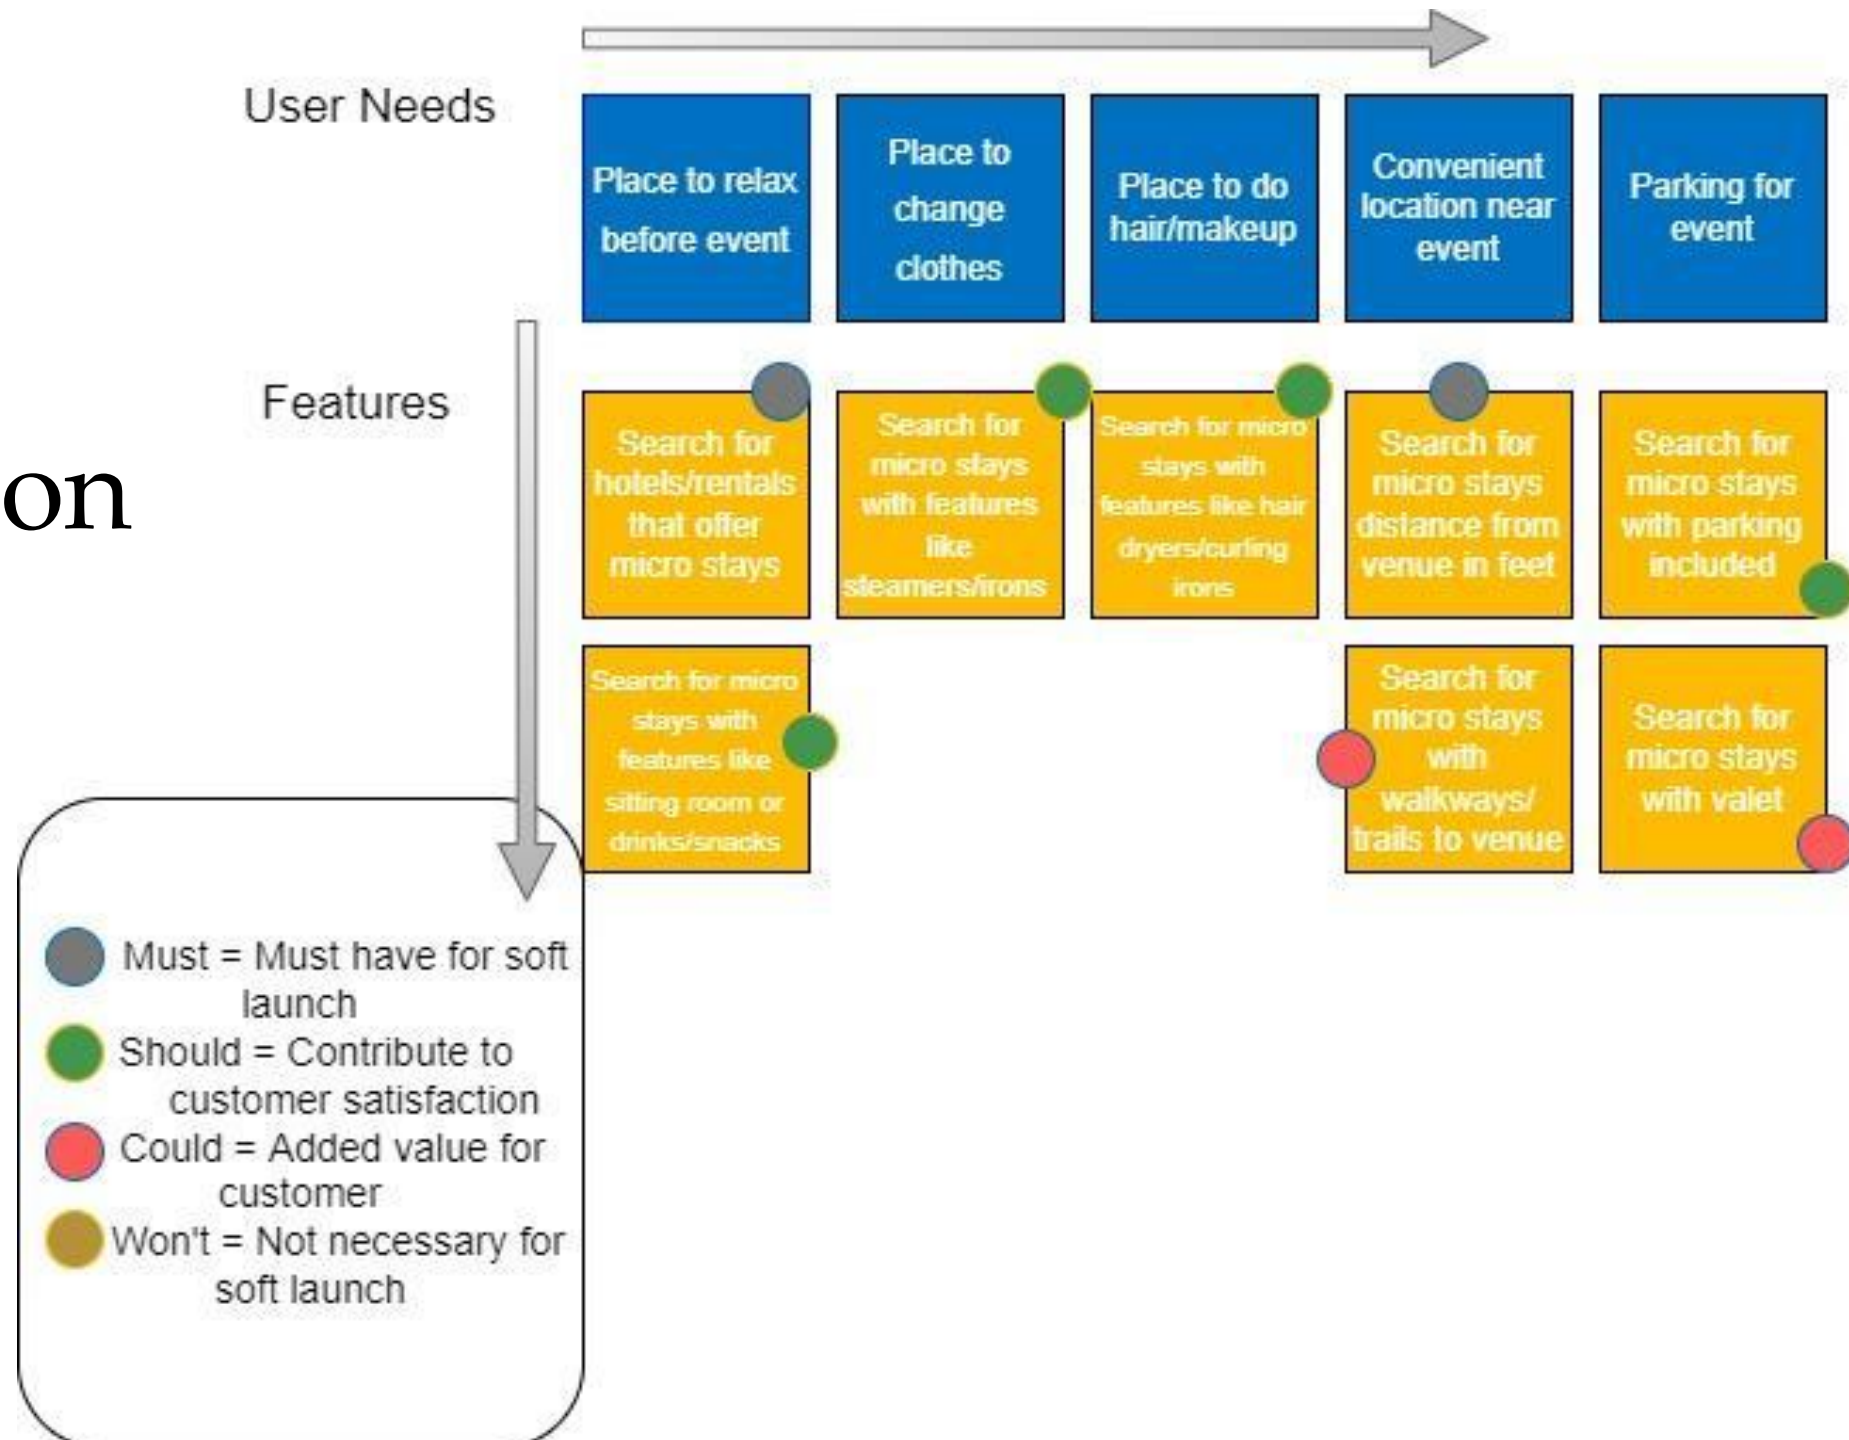 User Needs
Place to relax
before event
Place to
change
clothes
Place to do
hair/makeup
Convenient
location near
event
Parking for
event
Features
on
Search for
hotels/rentals
that offer
micro stays
Search for
micro stays
with features
like
steamers/irons
Search for micro
stays with
features like hair
dryers/curling
irons
Search for
micro stays
distance from
venue in feet
Search for
micro stays
with parking
included
Search for micro
stays with
features like
sitting room or
drinks/snacks
Search for
micro stays
with
walkways/
trails to venue
Search for
micro stays
with valet
Must = Must have for soft
launch
Should = Contribute to
customer satisfaction
Could = Added value for
customer
Won't = Not necessary for
soft launch